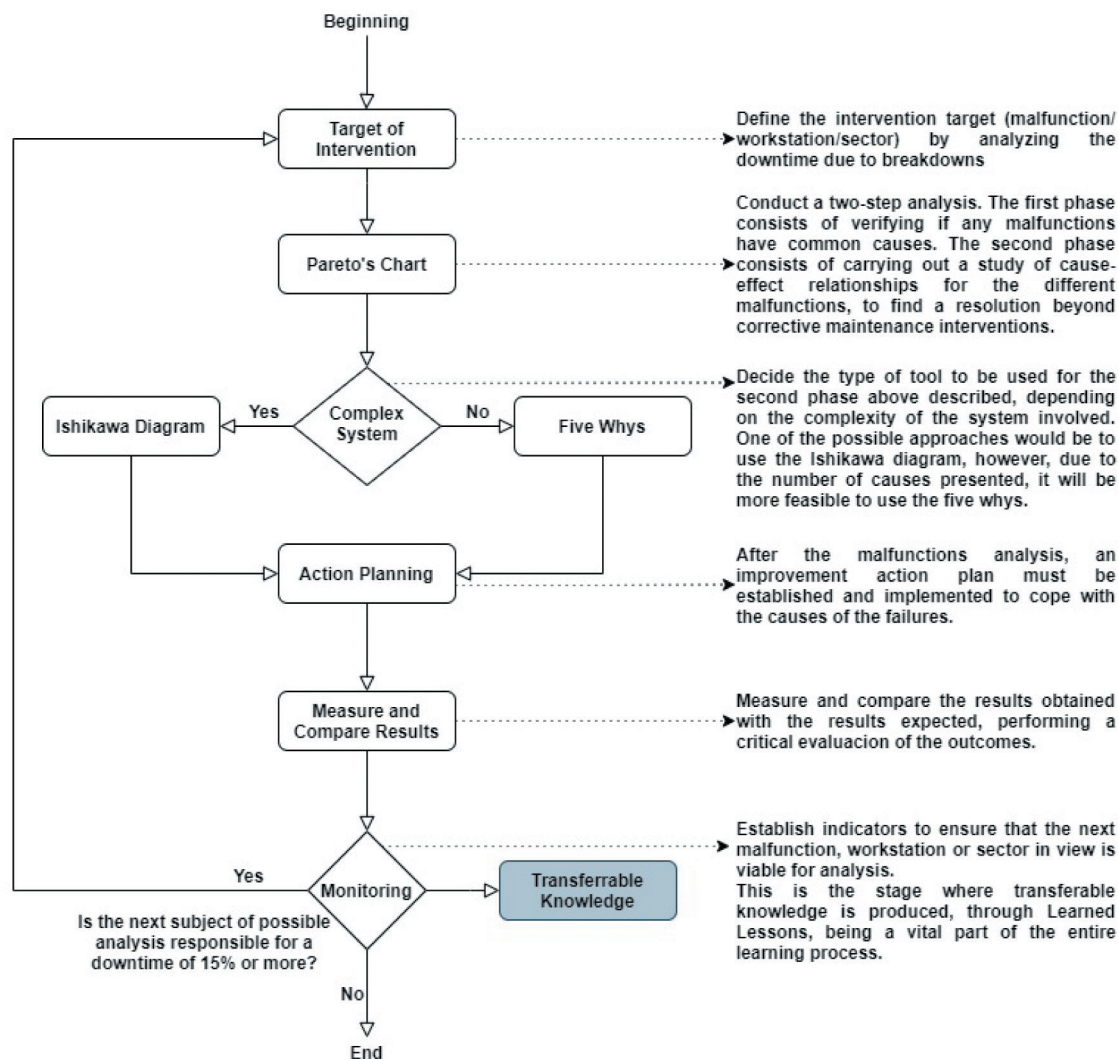 Beginning
Target of
Intervention
Define the intervention target (malfunction/
workstation/sector) by analyzing the
downtime due to breakdowns
Pareto's Chart
Conduct a two-step analysis. The first phase
consists of verifying if any malfunctions
have common causes. The second phase
consists of carrying out a study of cause-
effect relationships for the different
malfunctions, to find a resolution beyond
corrective maintenance interventions.
Complex
System
Yes
No
Ishikawa Diagram
Five Whys
Decide the type of tool to be used for the
second phase above described, depending
on the complexity of the system involved.
One of the possible approaches would be to
use the Ishikawa diagram, however, due to
the number of causes presented, it will be
more feasible to use the five whys.
Action Planning
After the malfunctions analysis, an
improvement action plan must be
established and implemented to cope with
the causes of the failures.
Measure and
Compare Results
Measure and compare the results obtained
with the results expected, performing a
critical evaluacion of the outcomes.
Monitoring
Yes
Is the next subject of possible
analysis responsible for a
downtime of 15% or more?
Transferrable
Knowledge
Establish indicators to ensure that the next
malfunction, workstation or sector in view is
viable for analysis.
This is the stage where transferable
knowledge is produced, through Learned
Lessons, being a vital part of the entire
learning process.
No
End